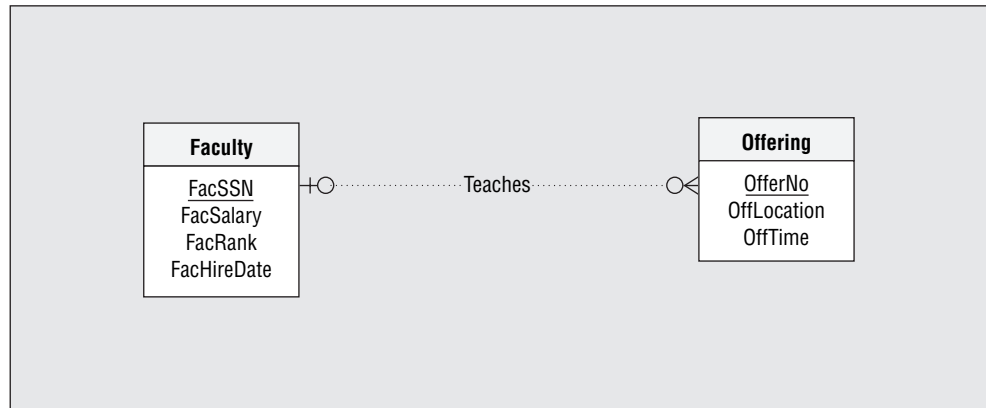 Faculty
FacSSN
FacSalary
FacRank
FacHireDate
Teaches
Offering
OfferNo
OffLocation
OffTime